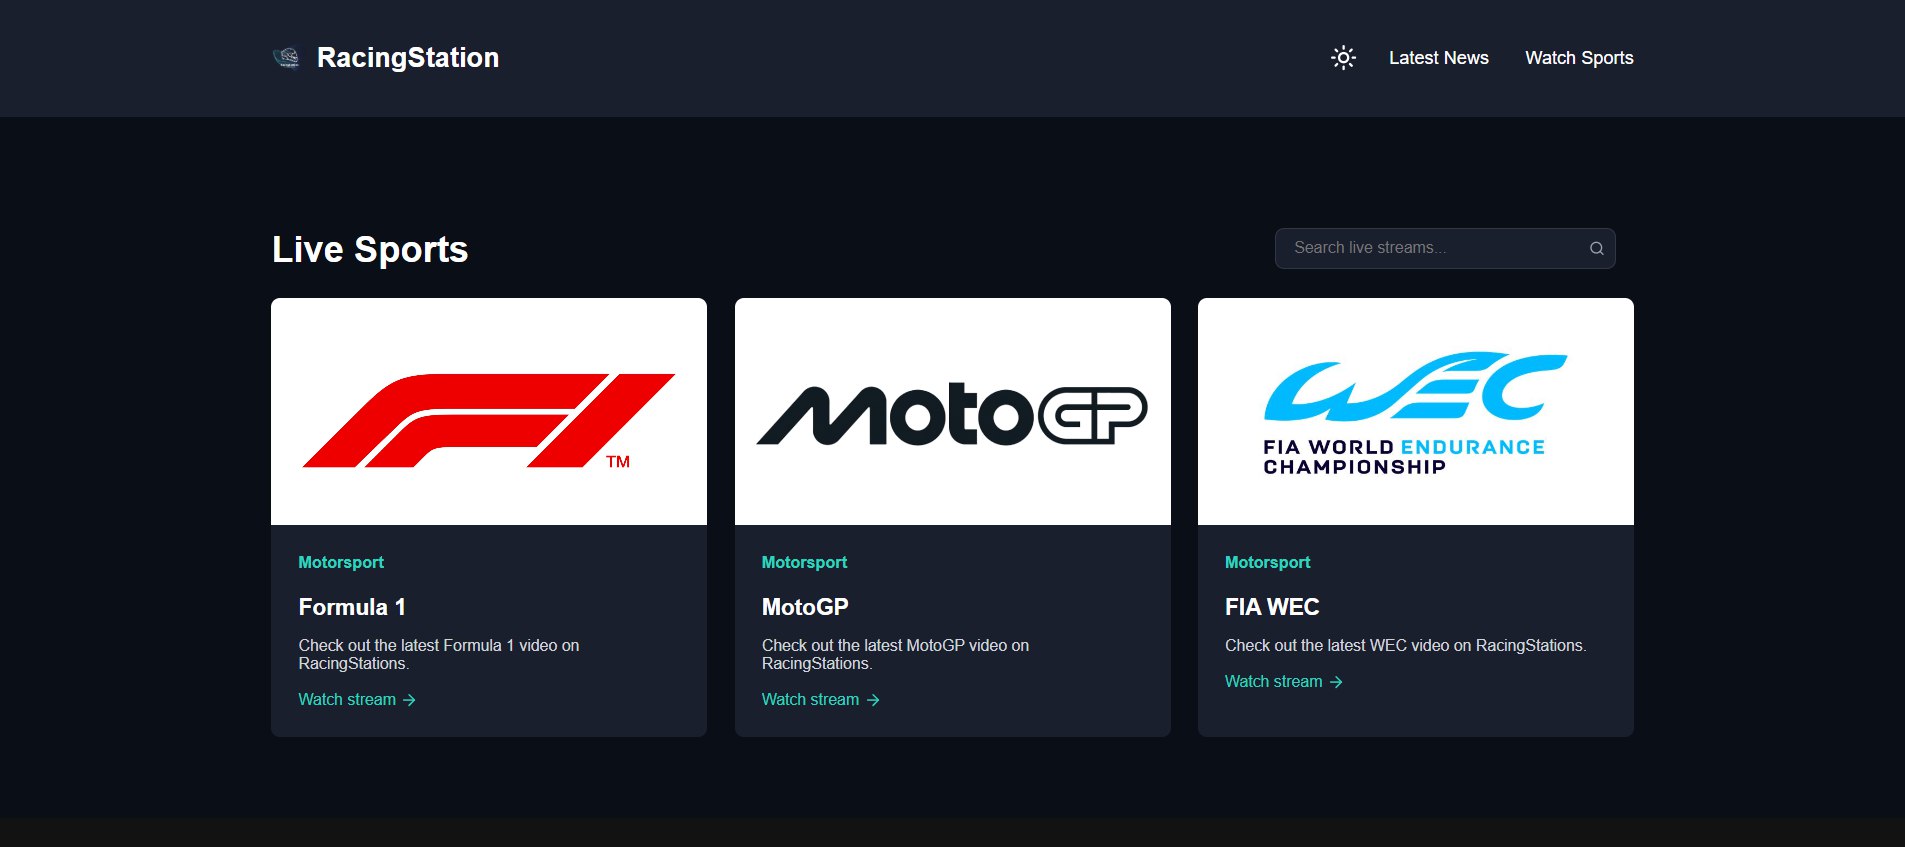 RacingStation
Latest News
Watch Sports
Live Sports
Search live streams...
TM
MotoGP
WEC
FIA WORLD ENDURANCE
CHAMPIONSHIP
Motorsport
Formula 1
Check out the latest Formula 1 video on
RacingStations.
Watch stream
Motorsport
MotoGP
Check out the latest MotoGP video on
RacingStations.
Watch stream
Motorsport
FIA WEC
Check out the latest WEC video on RacingStations.
Watch stream